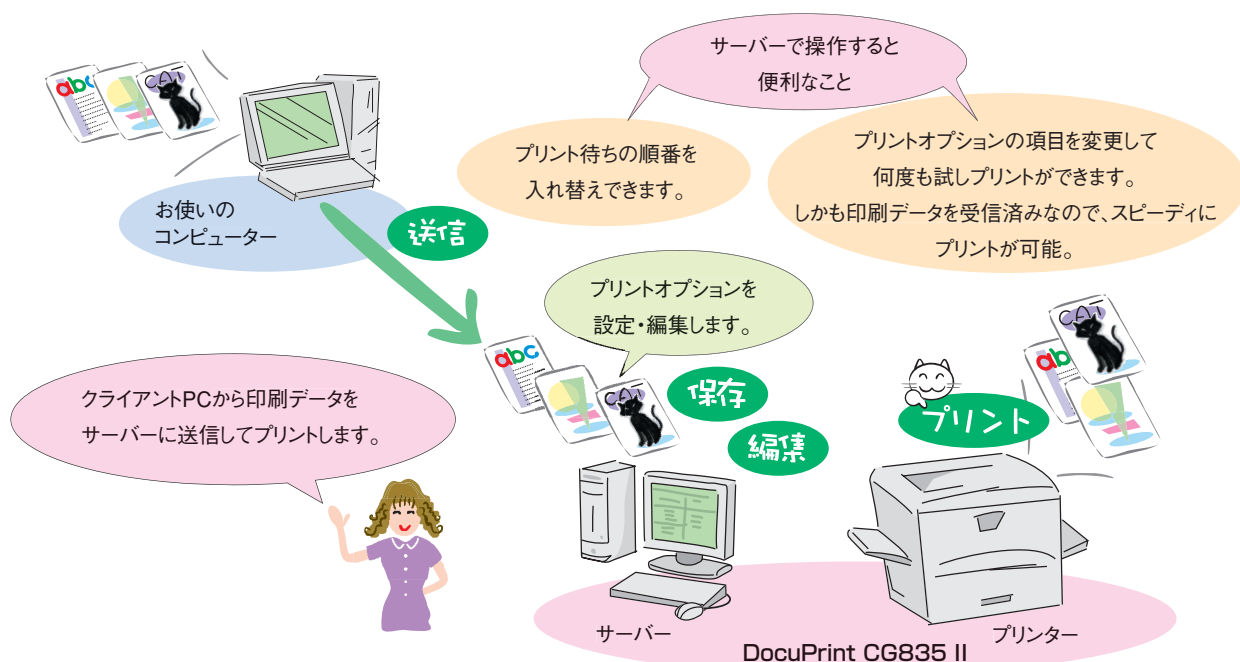 abc
CAT
サーバーで操作すると
便利なこと
プリント待ちの順番を
入れ替えできます。
プリントオプションの項目を変更して
何度も試しプリントができます。
しかも印刷データを受信済みなので、スピーディに
プリントが可能。
お使いの
コンピューター
送信
プリントオプションを
設定・編集します。
abc
CAT
保存
編集
クライアントPCから印刷データを
サーバーに送信してプリントします。
CAT
abc
プリント
サーバー
プリンター
DocuPrint CG835 II